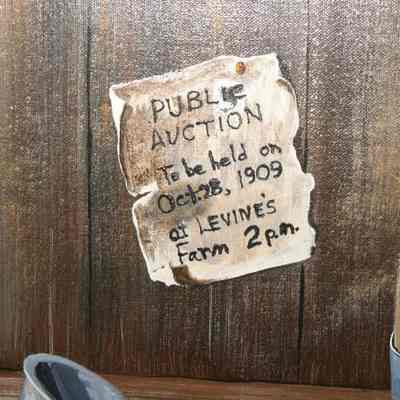 PUBLIC
AUCTION
To be held on
Oct. 28, 1909
at LEVINE'S
Farm 2 p.m.